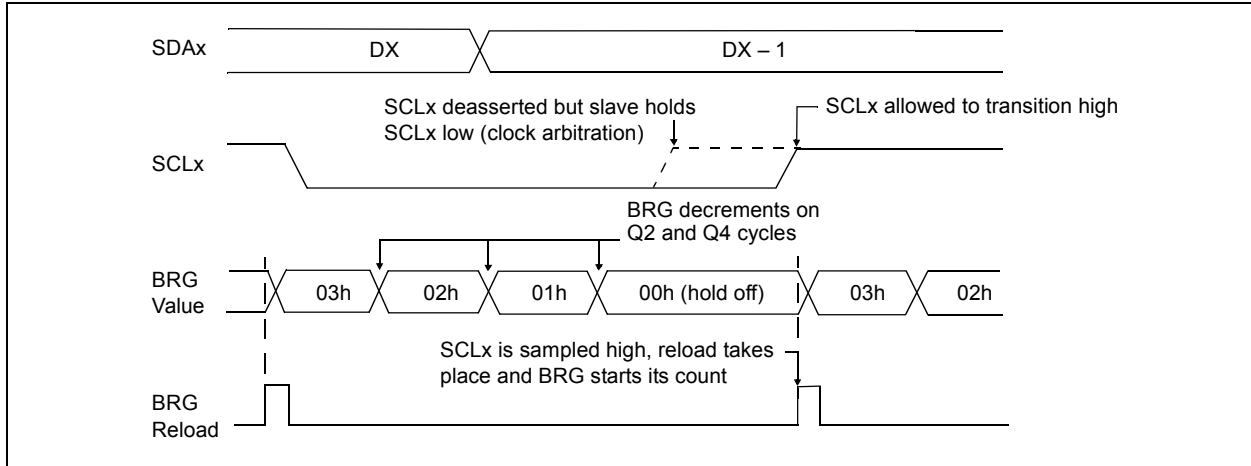 SDAx
DX
DX – 1
SCLx deasserted but slave holds
SCLx low (clock arbitration)
SCLx allowed to transition high
SCLx
BRG decrements on
Q2 and Q4 cycles
BRG
Value
03h
02h
01h
00h (hold off)
03h
02h
SCLx is sampled high, reload takes
place and BRG starts its count
BRG
Reload